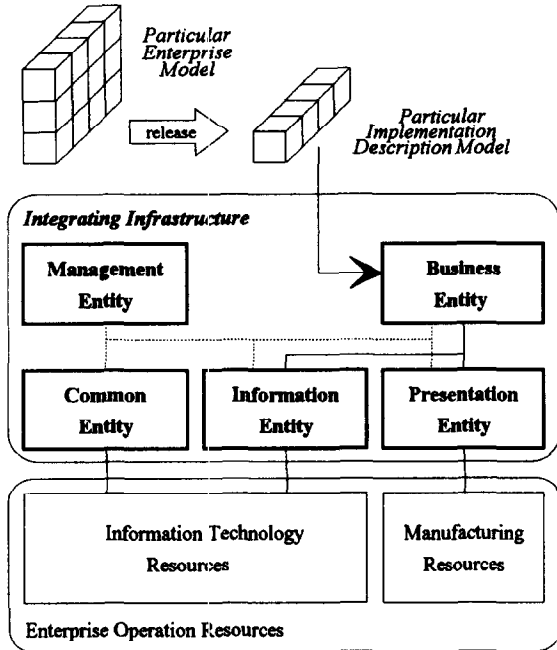 Particular
Enterprise
Model
release
Particular
Implementation
Description Model
Integrating Infrastructure
Management
Entity
Business
Entity
Common
Entity
Information
Entity
Presentation
Entity
Information Technology
Resources
Manufacturing
Resources
Enterprise Operation Resources